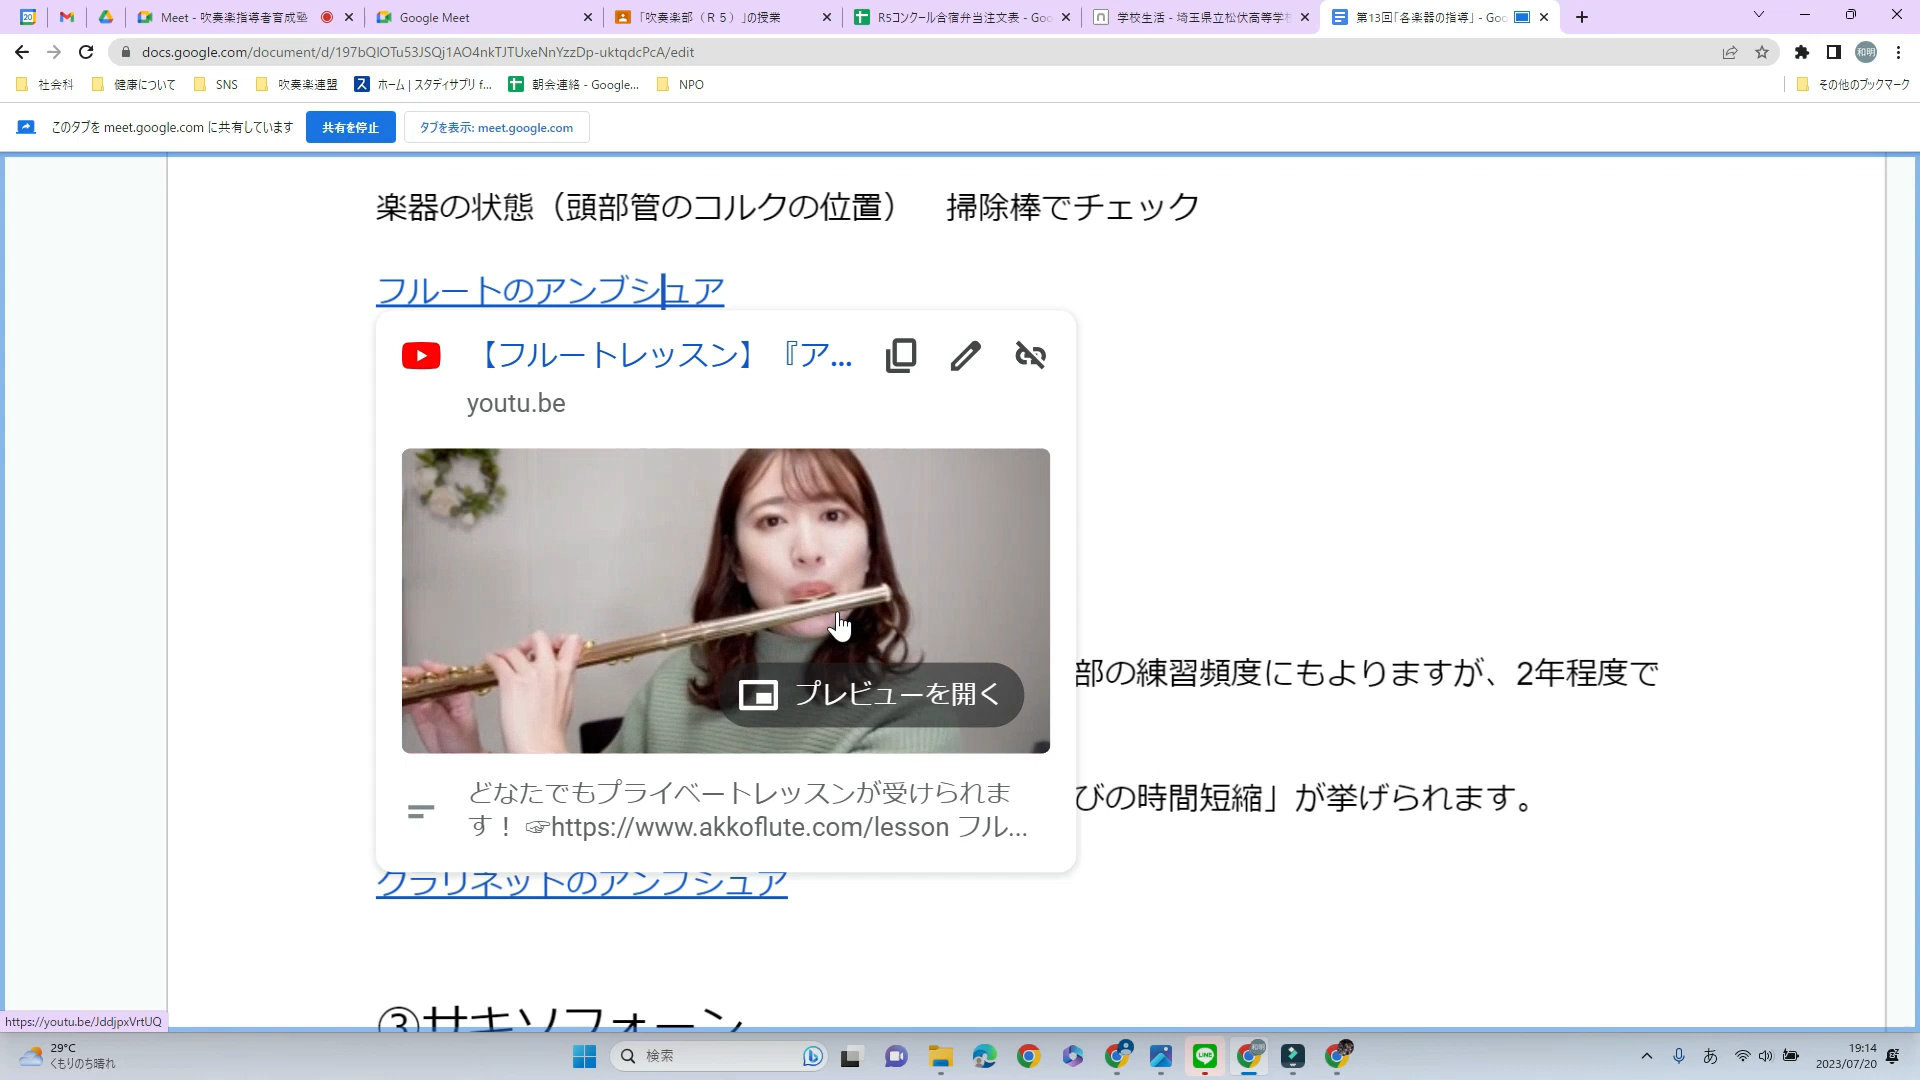 Meet - 吹奏楽指導者育成塾
Google Meet
「吹奏楽部（Ｒ５）」の授業
R5コンクール合宿弁当注文表 - Goo
学校生活 - 埼玉県立松伏高等学校
第13回「各楽器の指導」 - Goo
docs.google.com/document/d/197bQIOTu53JSQj1AO4nkTJTUxeNnYzzDp-uktqdcPcA/edit
和明
社会科
健康について
SNS
吹奏楽連盟
ホーム | スタディサプリ f...
朝会連絡 - Google...
NPO
その他のブックマーク
このタブを meet.google.com に共有しています
共有を停止
タブを表示: meet.google.com
楽器の状態（頭部管のコルクの位置）　掃除棒でチェック
フルートのアンブシュア
【フルートレッスン】『ア...
youtu.be
プレビューを開く
部の練習頻度にもよりますが、2年程度で
どなたでもプライベートレッスンが受けられま
す！ ☞https://www.akkoflute.com/lesson フル...
びの時間短縮」が挙げられます。
クラリネットのアンブシュア
③サキソフォーン
https://youtu.be/JddjpxVrtUQ
29°C
くもりのち晴れ
検索
LINE
あ
19:14
2023/07/20